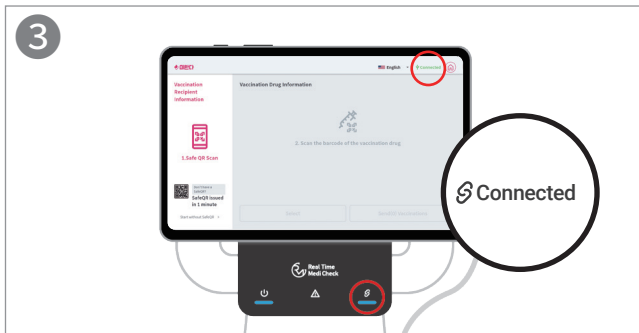 3
English
Connected
Vaccination
Recipient
Information
Vaccination Drug Information
2. Scan the barcode of the vaccination drug
1.Safe QR Scan
SafeQR issued
in 1 minute
Start without SafeQR
Connected
Real Time
Medi Check